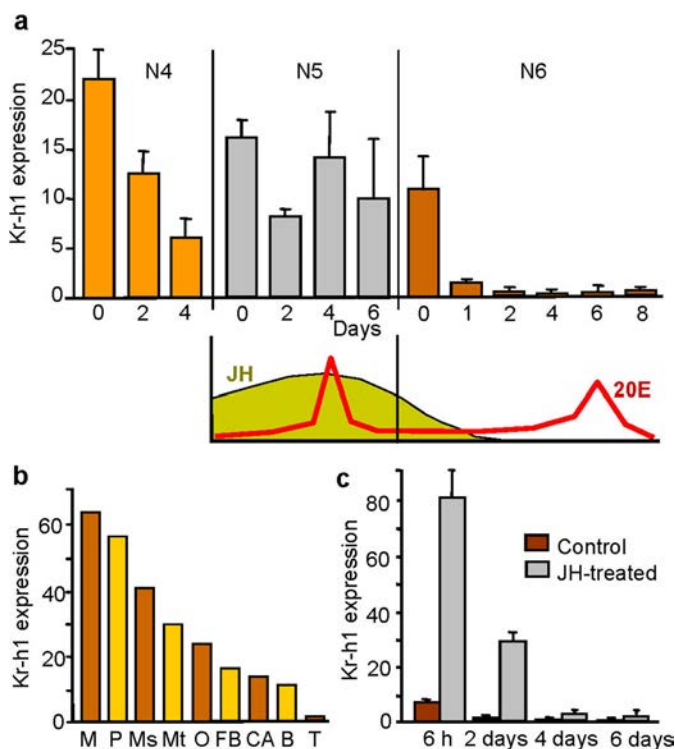 a
N4 N5 N6
Kr-h1 expression
25
20
15
10
5
0
0 2 4 0 2 4 6 0 1 2 4 6 8
Days
JH 20E
b
Kr-h1 expression
60
40
20
0
M P Ms Mt O FB CA B T
c
Kr-h1 expression
80
60
40
20
0
Control
JH-treated
6 h 2 days 4 days 6 days